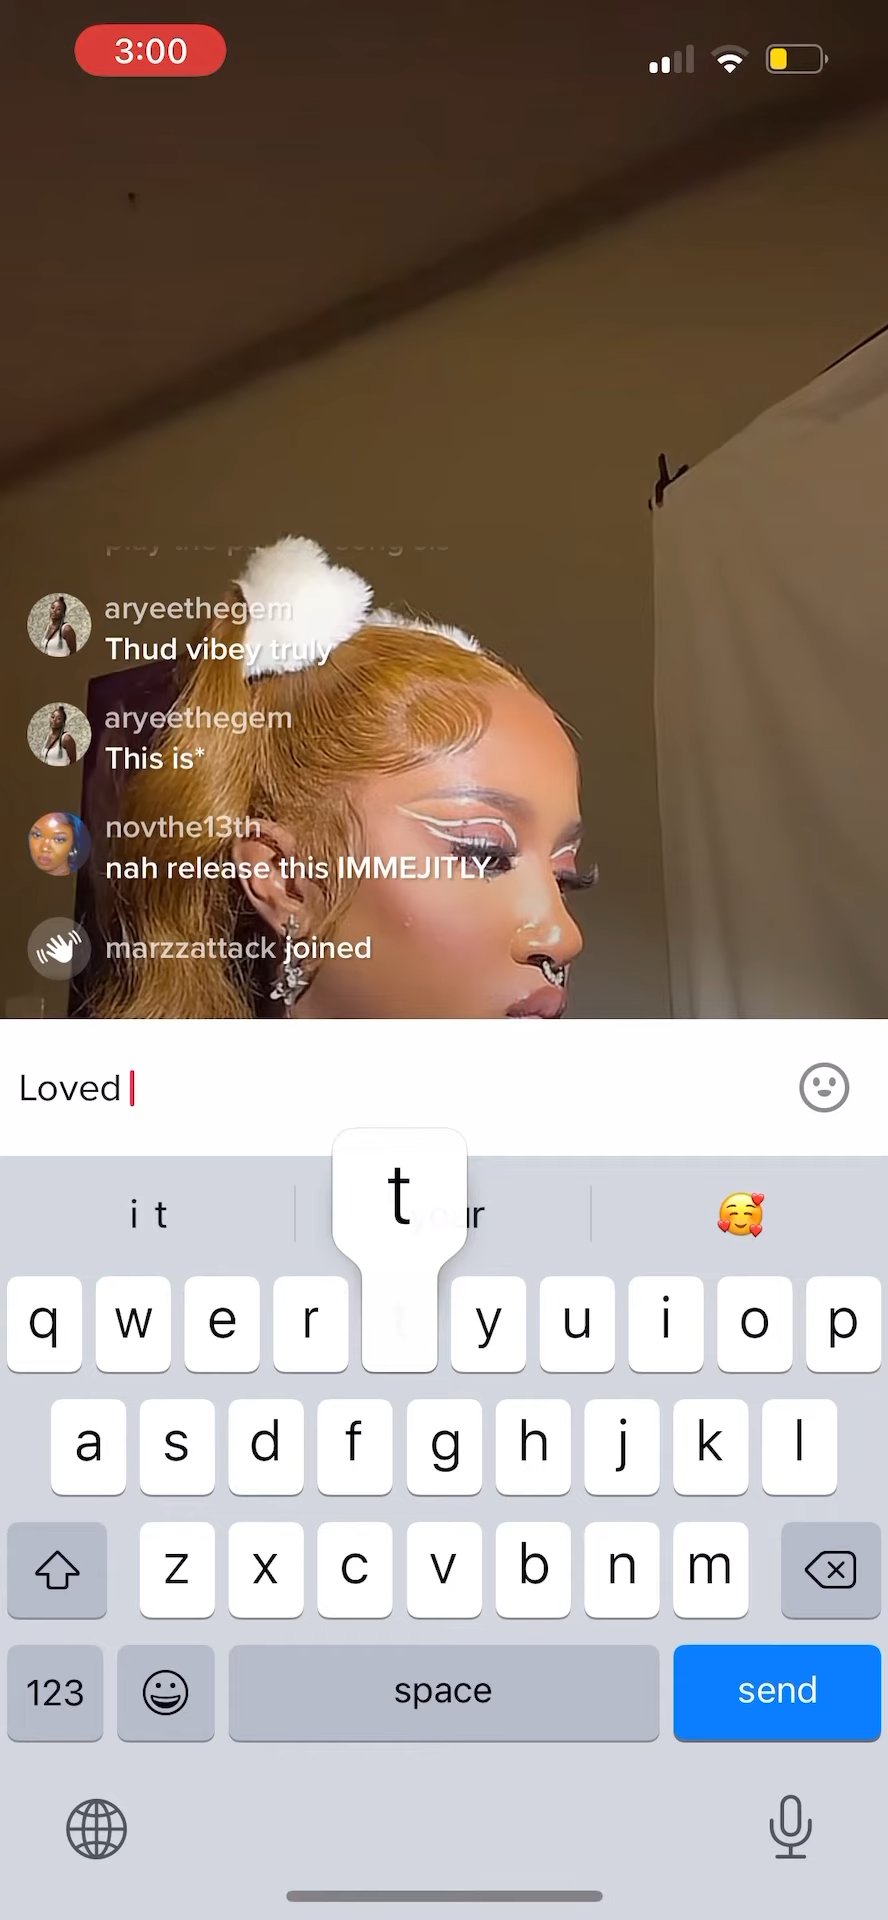 3:00
aryeethegem
Thud vibey truly
aryeethegem
This is*
novthe13th
nah release this IMMEJITLY
marzzattack joined
Loved
t
i t
q w e r y u i o p
a s d f g h j k l
z x c v b n m
123 space send